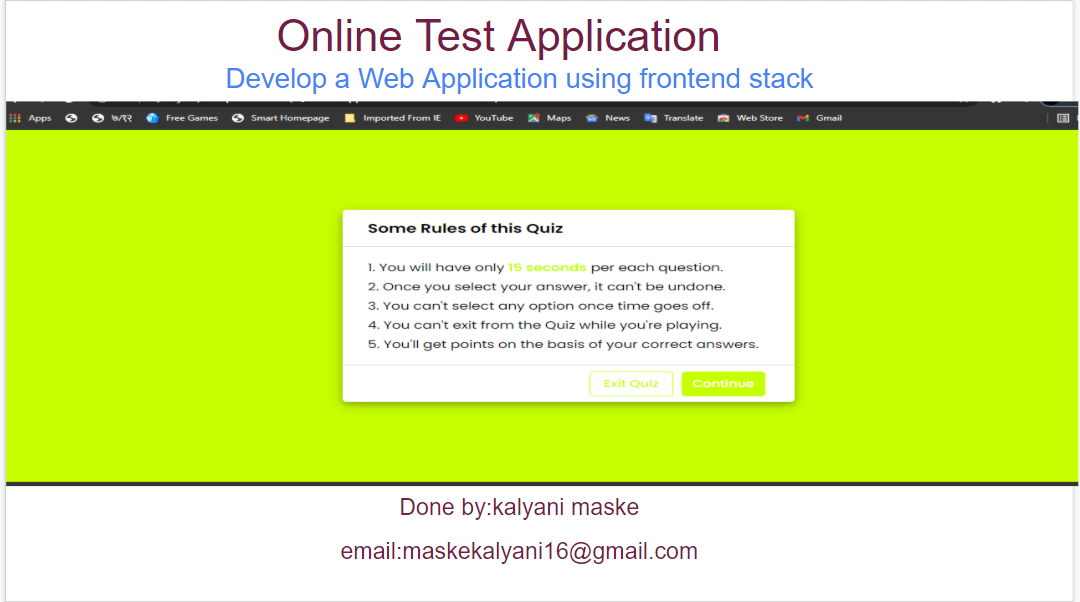 Online Test Application
Develop a Web Application using frontend stack
Apps ७/१२ Free Games Smart Homepage Imported From IE YouTube Maps News Translate Web Store Gmail
Some Rules of this Quiz
1. You will have only 15 seconds per each question.
2. Once you select your answer, it can't be undone.
3. You can't select any option once time goes off.
4. You can't exit from the Quiz while you're playing.
5. You'll get points on the basis of your correct answers.
Exit Quiz Continue
Done by:kalyani maske
email:maskekalyani16@gmail.com